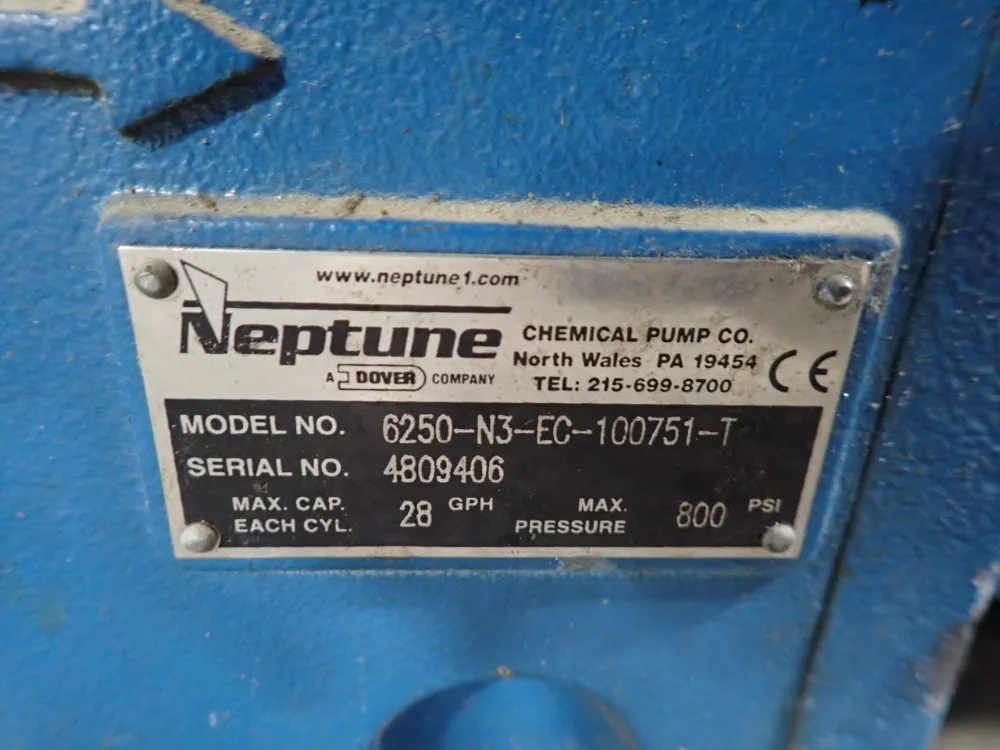 www.neptune1.com
Neptune
A DOVER COMPANY
CHEMICAL PUMP CO.
North Wales PA 19454
TEL: 215-699-8700
CE
MODEL NO. 6250-N3-EC-100751-T
SERIAL NO. 4809406
MAX. CAP. EACH CYL. 28 GPH
MAX. PRESSURE 800 PSI